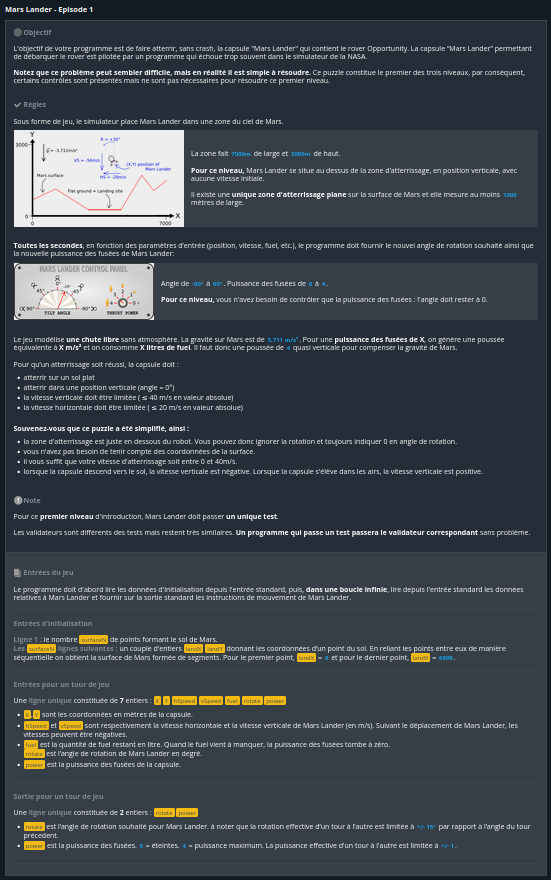 Mars Lander - Episode 1
Objectif
L'objectif de votre programme est de faire atterrir, sans crash, la capsule "Mars Lander" qui contient le rover Opportunity. La capsule "Mars Lander" permettant
de débarquer le rover est pilotée par un programme qui échoue trop souvent dans le simulateur de la NASA.
Notez que ce problème peut sembler difficile, mais en réalité il est simple à résoudre. Ce puzzle constitue le premier des trois niveaux, par conséquent,
certains contrôles sont présentés mais ne sont pas nécessaires pour résoudre ce premier niveau.
Règles
Sous forme de jeu, le simulateur place Mars Lander dans une zone du ciel de Mars.
Y
3000
g = -3.711m/s²
R = +30°
VS = -50m/s
(X,Y) position of
Mars Lander
HS = -20m/s
Mars surface
Flat ground = Landing site
0
0
7000
X
La zone fait 7000m de large et 3000m de haut.
Pour ce niveau, Mars Lander se situe au dessus de la zone d'atterrissage, en position verticale, avec
aucune vitesse initiale.
Il existe une unique zone d'atterrissage plane sur la surface de Mars et elle mesure au moins 1000
mètres de large.
Toutes les secondes, en fonction des paramètres d'entrée (position, vitesse, fuel, etc.), le programme doit fournir le nouvel angle de rotation souhaité ainsi que
la nouvelle puissance des fusées de Mars Lander:
MARS LANDER CONTROL PANEL
TILT ANGLE
THRUST POWER
Angle de -90° à 90°. Puissance des fusées de 0 à 4.
Pour ce niveau, vous n'avez besoin de contrôler que la puissance des fusées : l'angle doit rester à 0.
Le jeu modélise une chute libre sans atmosphère. La gravité sur Mars est de 3.711 m/s². Pour une puissance des fusées de X, on génère une poussée
équivalente à X m/s² et on consomme X litres de fuel. Il faut donc une poussée de 4 quasi verticale pour compenser la gravité de Mars.
Pour qu'un atterrissage soit réussi, la capsule doit :
• atterrir sur un sol plat
• atterrir dans une position verticale (angle = 0°)
• la vitesse verticale doit être limitée ( ≤ 40 m/s en valeur absolue)
• la vitesse horizontale doit être limitée ( ≤ 20 m/s en valeur absolue)
Souvenez-vous que ce puzzle a été simplifié, ainsi :
• la zone d'atterrissage est juste en dessous du robot. Vous pouvez donc ignorer la rotation et toujours indiquer 0 en angle de rotation.
• vous n'avez pas besoin de tenir compte des coordonnées de la surface.
• il vous suffit que votre vitesse d'atterrissage soit entre 0 et 40m/s.
• lorsque la capsule descend vers le sol, la vitesse verticale est négative. Lorsque la capsule s'élève dans les airs, la vitesse verticale est positive.
Note
Pour ce premier niveau d'introduction, Mars Lander doit passer un unique test.
Les validateurs sont différents des tests mais restent très similaires. Un programme qui passe un test passera le validateur correspondant sans problème.
Entrées du jeu
Le programme doit d'abord lire les données d'initialisation depuis l'entrée standard, puis, dans une boucle infinie, lire depuis l'entrée standard les données
relatives à Mars Lander et fournir sur la sortie standard les instructions de mouvement de Mars Lander.
Entrées d'initialisation
Ligne 1 : le nombre surfaceN de points formant le sol de Mars.
Les surfaceN lignes suivantes : un couple d'entiers landX landY donnant les coordonnées d'un point du sol. En reliant les points entre eux de manière
séquentielle on obtient la surface de Mars formée de segments. Pour le premier point, landX = 0 et pour le dernier point, landX = 6999.
Entrées pour un tour de jeu
Une ligne unique constituée de 7 entiers : X Y hSpeed vSpeed fuel rotate power
• X, Y sont les coordonnées en mètres de la capsule.
• hSpeed et vSpeed sont respectivement la vitesse horizontale et la vitesse verticale de Mars Lander (en m/s). Suivant le déplacement de Mars Lander, les
vitesses peuvent être négatives.
• fuel est la quantité de fuel restant en litre. Quand le fuel vient à manquer, la puissance des fusées tombe à zéro.
rotate est l'angle de rotation de Mars Lander en degré.
• power est la puissance des fusées de la capsule.
Sortie pour un tour de jeu
Une ligne unique constituée de 2 entiers : rotate power
• rotate est l'angle de rotation souhaité pour Mars Lander. à noter que la rotation effective d'un tour à l'autre est limitée à +/- 15° par rapport à l'angle du tour
précedent.
• power est la puissance des fusées. 0 = éteintes. 4 = puissance maximum. La puissance effective d'un tour à l'autre est limitée à +/- 1.